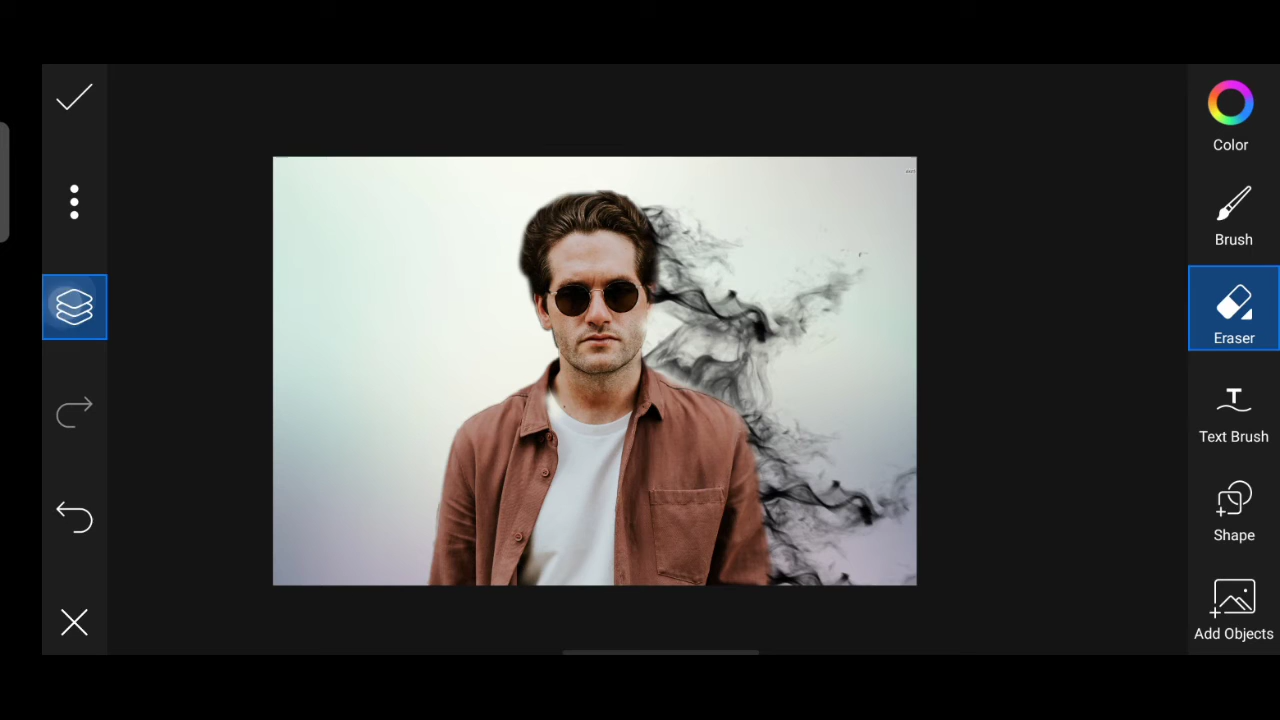 Color
Brush
Eraser
Text Brush
Shape
Add Objects